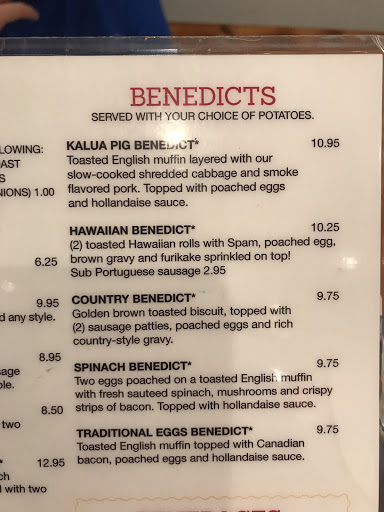 BENEDICTS
SERVED WITH YOUR CHOICE OF POTATOES.
KALUA PIG BENEDICT* 10.95
Toasted English muffin layered with our
slow-cooked shredded cabbage and smoke
flavored pork. Topped with poached eggs
and hollandaise sauce.
HAWAIIAN BENEDICT* 10.25
(2) toasted Hawaiian rolls with Spam, poached egg,
brown gravy and furikake sprinkled on top!
Sub Portuguese sausage 2.95
COUNTRY BENEDICT* 9.75
Golden brown toasted biscuit, topped with
(2) sausage patties, poached eggs and rich
country-style gravy.
SPINACH BENEDICT* 9.75
Two eggs poached on a toasted English muffin
with fresh sauteed spinach, mushrooms and crispy
strips of bacon. Topped with hollandaise sauce.
TRADITIONAL EGGS BENEDICT* 9.75
Toasted English muffin topped with Canadian
bacon, poached eggs and hollandaise sauce.
LOWING:
AST
S
NIONS) 1.00
6.25
9.95
d any style.
8.95
sage
ble.
8.50
two
12.95
ch
d with two